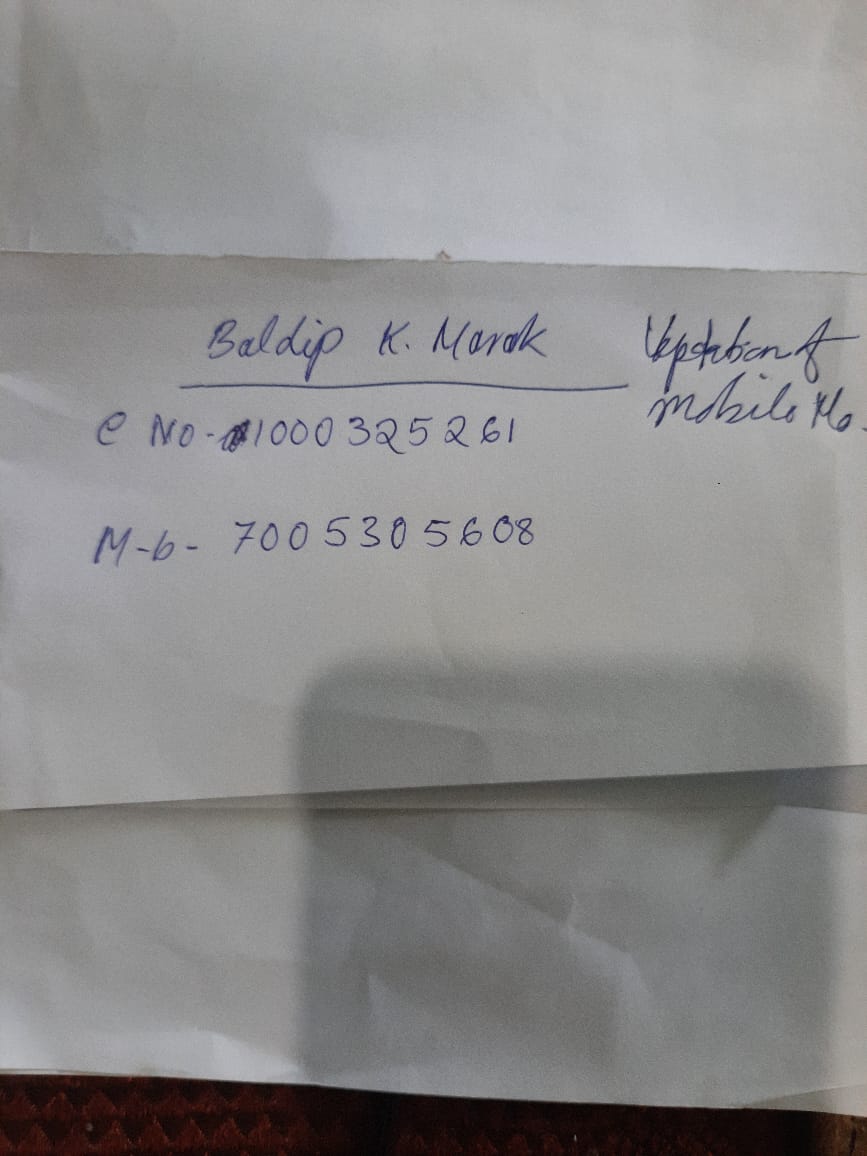 Baldip K. Marak
C No - 1000325261
M-b- 7005305608
Updation of
mobile No.